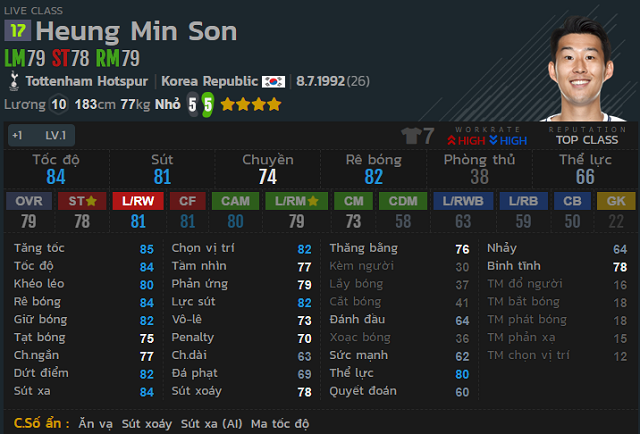 LIVE CLASS
17 Heung Min Son
LM79 ST78 RM79
Tottenham Hotspur Korea Republic 8.7.1992(26)
Lương 10 183cm 77kg Nhỏ 5 5
+1 LV.1 7 WORKRATE HIGH HIGH REPUTATION TOP CLASS
Tốc độ Sút Chuyền Rê bóng Phòng thủ Thể lực
84 81 74 82 38 66
OVR ST L/RW CF CAM L/RM CM CDM L/RWB L/RB CB GK
79 78 81 81 80 79 73 58 63 59 50 22
Tăng tốc 85 Chọn vị trí 82 Thăng bằng 76 Nhảy 64
Tốc độ 84 Tầm nhìn 77 Kèm người 30 Bình tĩnh 78
Khéo léo 80 Phản ứng 79 Lấy bóng 37 TM đổ người 16
Rê bóng 84 Lực sút 82 Cắt bóng 41 TM bắt bóng 18
Giữ bóng 82 Vô-lê 73 Đánh đầu 64 TM phát bóng 18
Tạt bóng 75 Penalty 70 Xoạc bóng 36 TM phản xạ 15
Ch.ngắn 77 Ch.dài 63 Sức mạnh 62 TM chọn vị trí 12
Dứt điểm 82 Đá phạt 69 Thể lực 80
Sút xa 84 Sút xoáy 78 Quyết đoán 60
C.Số ẩn : Ăn vạ Sút xoáy Sút xa (AI) Ma tốc độ